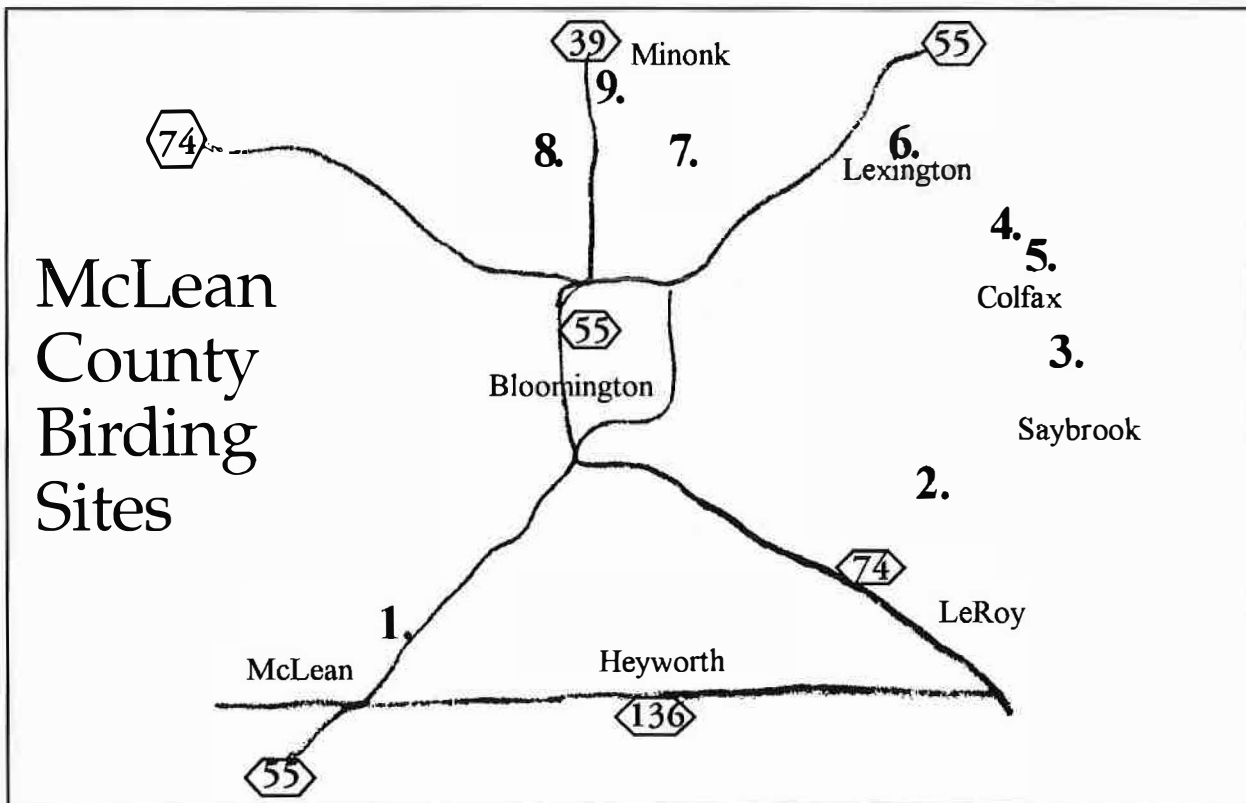 39
Minonk
55
9.
74
8.
7.
6.
Lexington
4.
5.
Colfax
McLean
County
Birding
Sites
55
3.
Bloomington
Saybrook
2.
74
LeRoy
1.
McLean
Heyworth
136
55